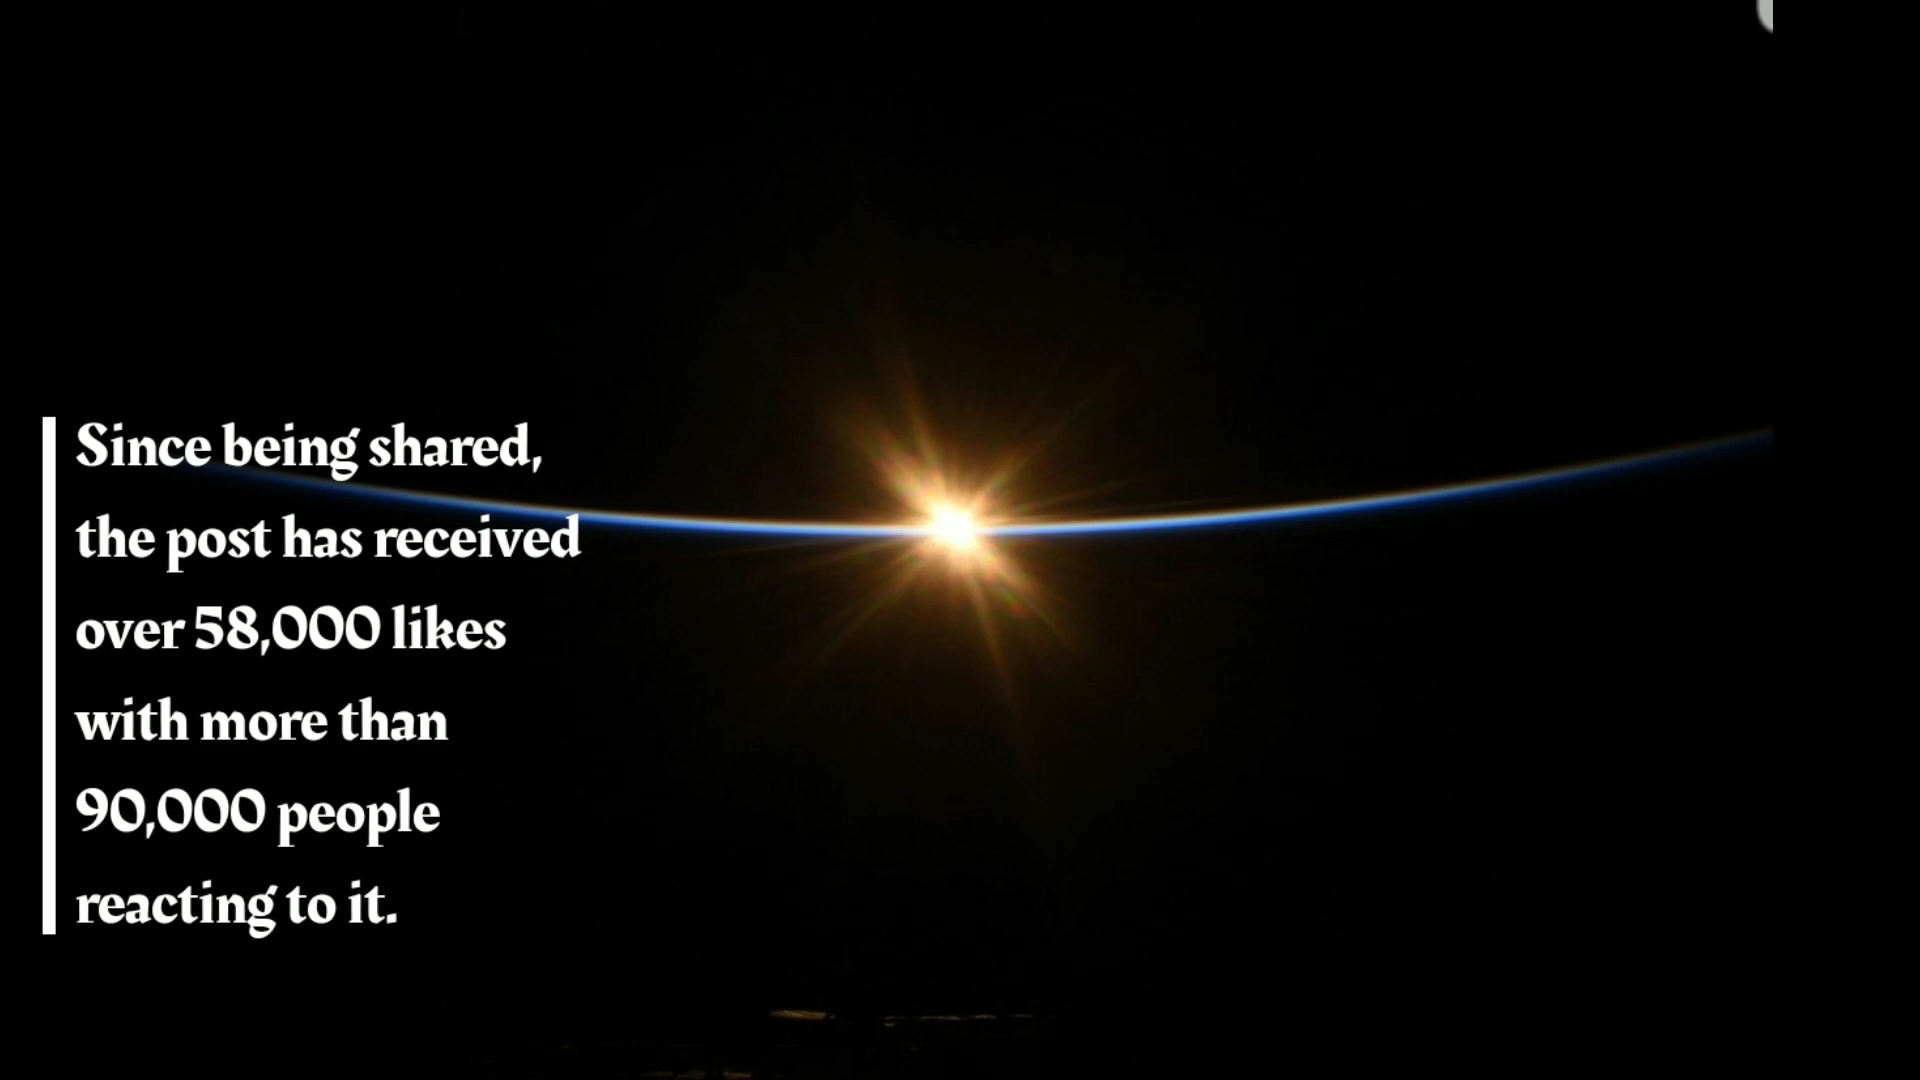 Since being shared,
the post has received
over 58,000 likes
with more than
90,000 people
reacting to it.